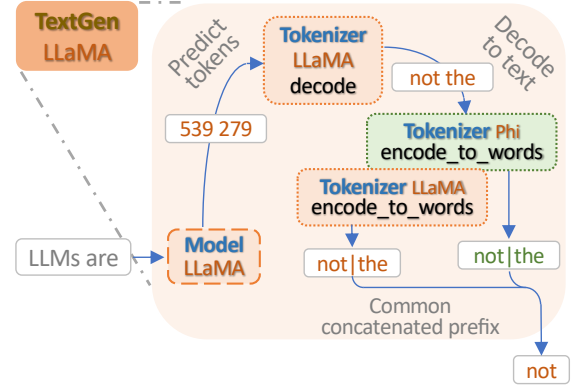 TextGen
LLaMA
Predict
tokens
Tokenizer
LLaMA
decode
Decode
to text
not the
539 279
Tokenizer Phi
encode_to_words
Tokenizer LLaMA
encode_to_words
LLMs are
Model
LLaMA
not|the
not|the
Common
concatenated prefix
not